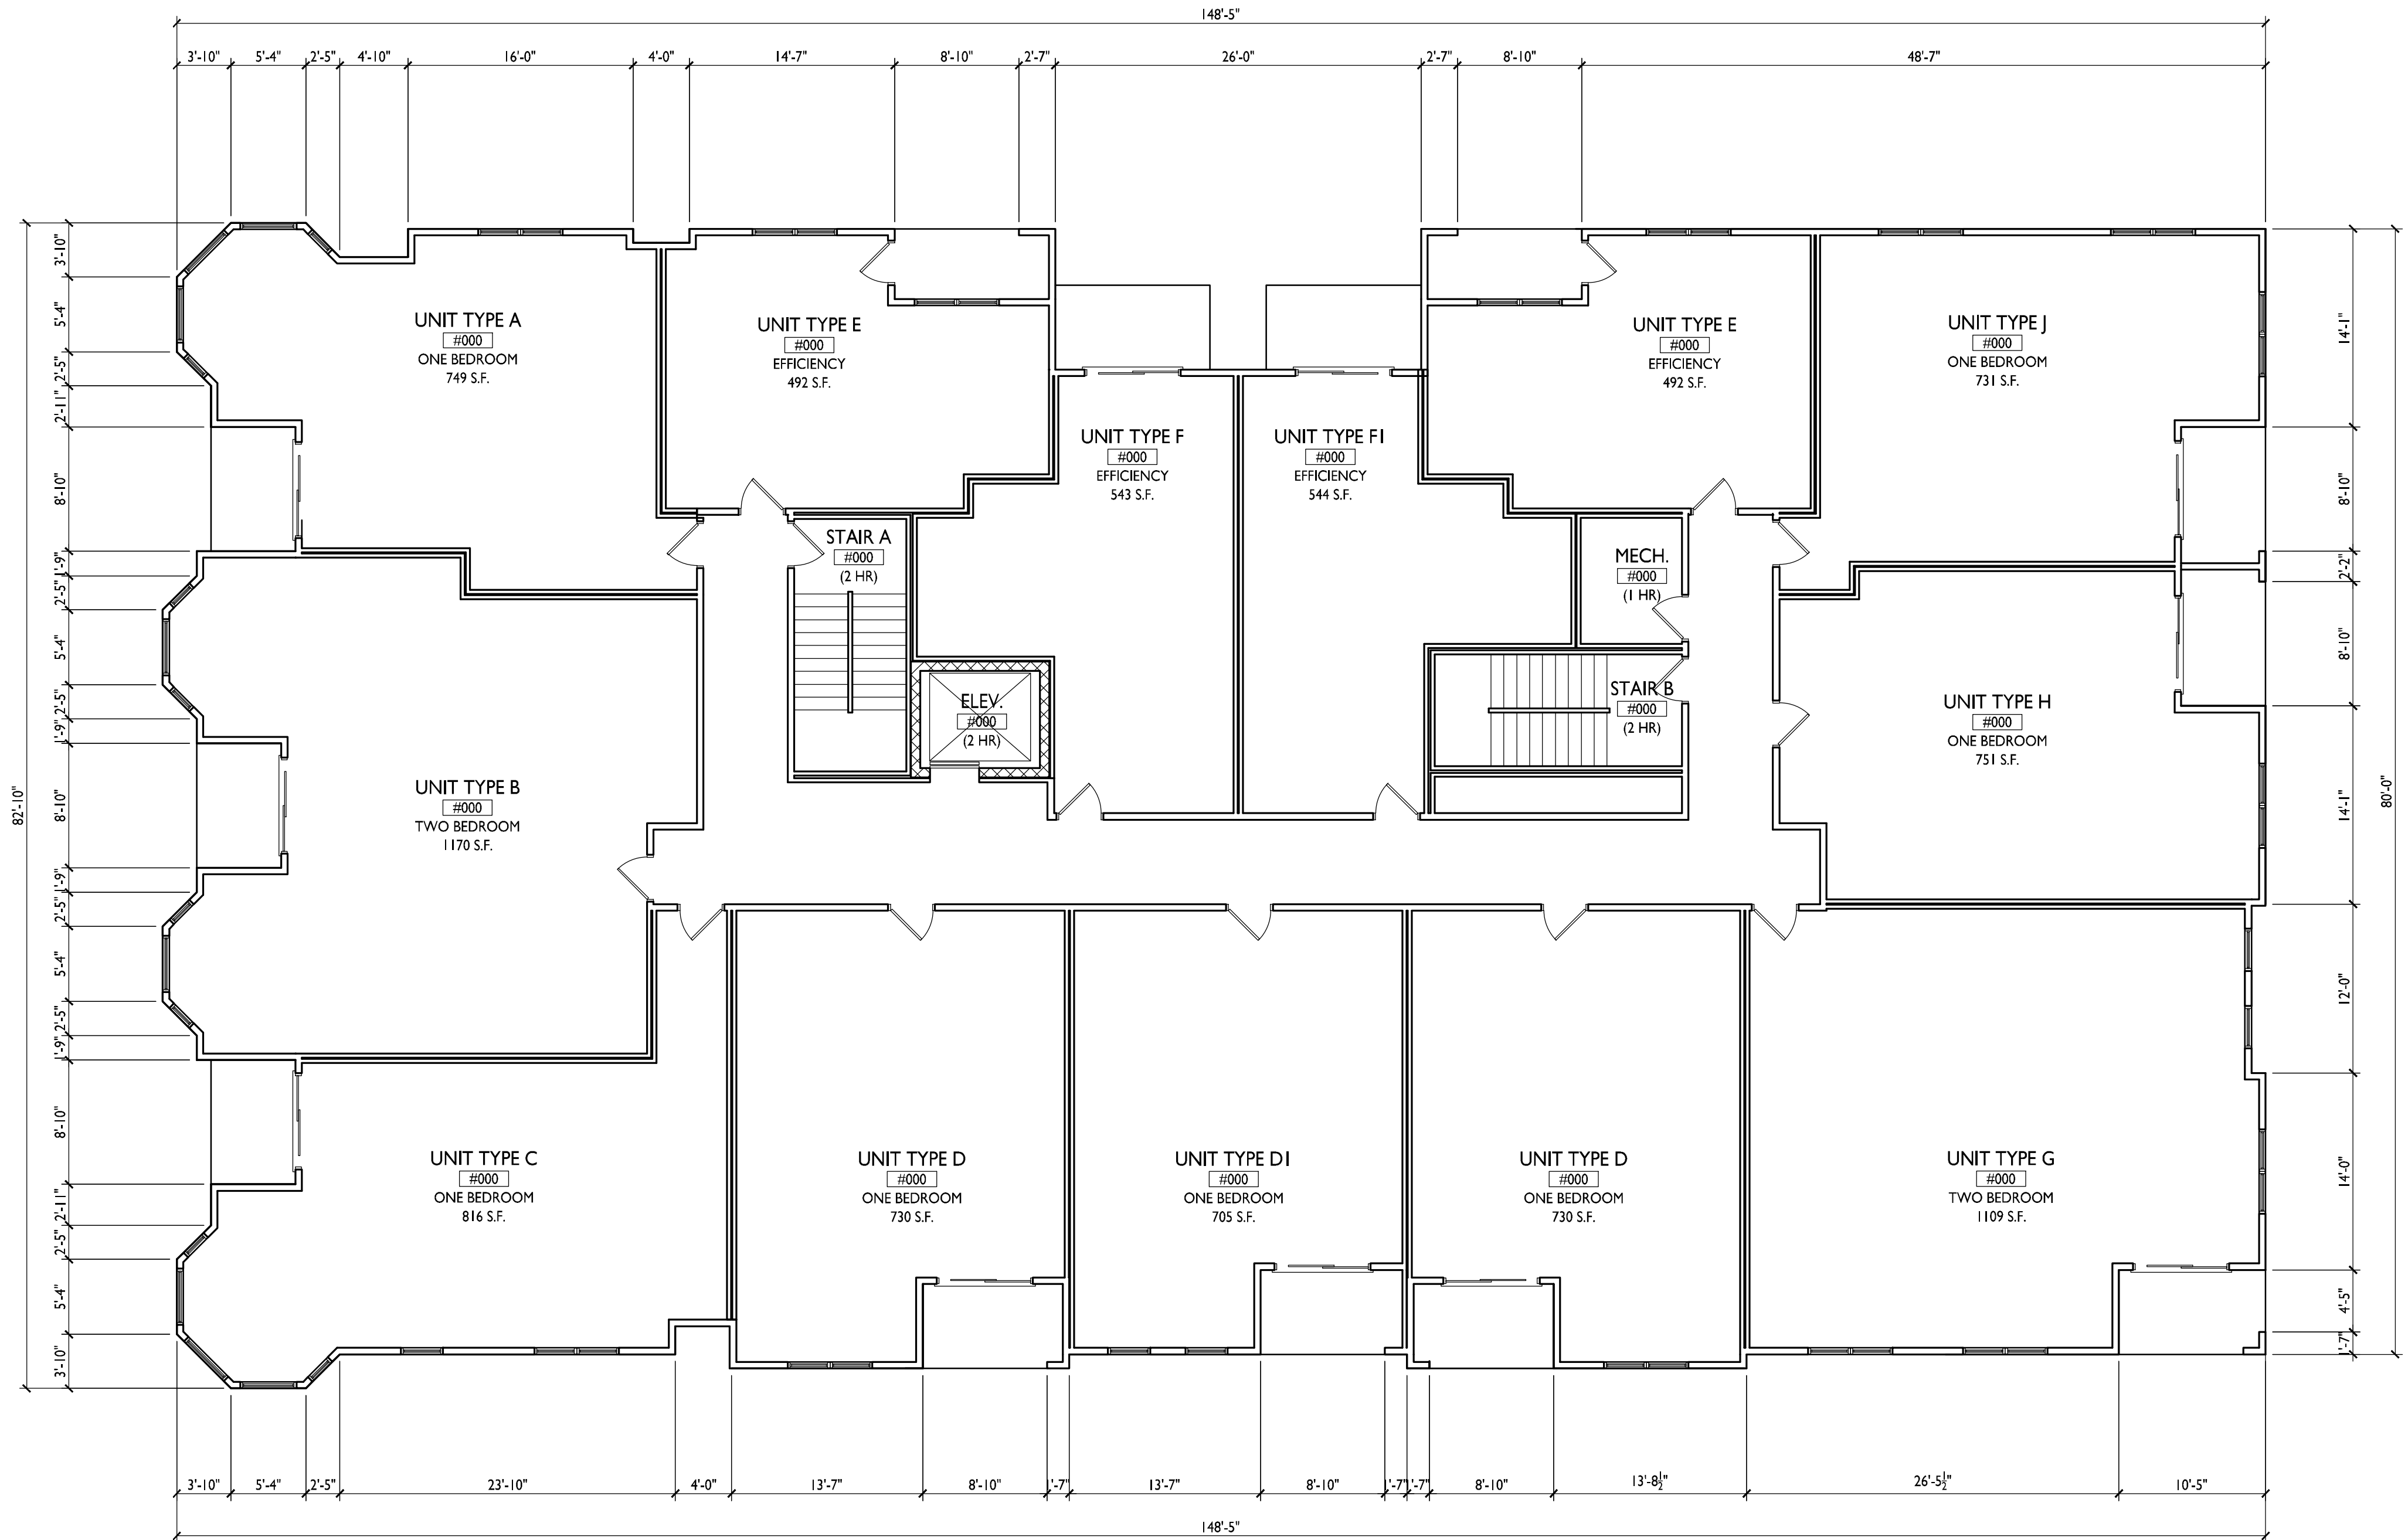 148'-5"
3'-10" 5'-4" 2'-5" 4'-10" 16'-0" 4'-0" 14'-7" 8'-10" 2'-7" 26'-0" 2'-7" 8'-10" 48'-7"
82'-10"
3'-10"
5'-4"
2'-5"
2'-11"
8'-10"
1'-9"
2'-5"
5'-4"
2'-5"
1'-9"
8'-10"
1'-9"
2'-5"
5'-4"
2'-5"
1'-9"
8'-10"
2'-11"
2'-5"
5'-4"
3'-10"
UNIT TYPE A
#000
ONE BEDROOM
749 S.F.
UNIT TYPE E
#000
EFFICIENCY
492 S.F.
UNIT TYPE F
#000
EFFICIENCY
543 S.F.
UNIT TYPE F1
#000
EFFICIENCY
544 S.F.
UNIT TYPE E
#000
EFFICIENCY
492 S.F.
UNIT TYPE J
#000
ONE BEDROOM
731 S.F.
STAIR A
#000
(2 HR)
MECH.
#000
(1 HR)
ELEV.
#000
(2 HR)
STAIR B
#000
(2 HR)
UNIT TYPE H
#000
ONE BEDROOM
751 S.F.
UNIT TYPE B
#000
TWO BEDROOM
1170 S.F.
UNIT TYPE C
#000
ONE BEDROOM
816 S.F.
UNIT TYPE D
#000
ONE BEDROOM
730 S.F.
UNIT TYPE D1
#000
ONE BEDROOM
705 S.F.
UNIT TYPE D
#000
ONE BEDROOM
730 S.F.
UNIT TYPE G
#000
TWO BEDROOM
1109 S.F.
14'-1"
8'-10"
2'-2"
8'-10"
14'-1"
12'-0"
14'-0"
4'-5"
1'-7"
80'-0"
3'-10" 5'-4" 2'-5" 23'-10" 4'-0" 13'-7" 8'-10" 1'-7" 13'-7" 8'-10" 1'-7" 1'-7" 8'-10" 13'-8½" 26'-5½" 10'-5"
148'-5"